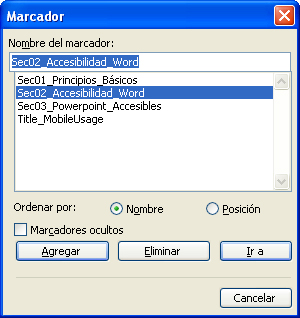 Marcador
Nombre del marcador:
Sec02_Accesibilidad_Word
Sec01_Principios_Básicos
Sec02_Accesibilidad_Word
Sec03_Powerpoint_Accesibles
Title_MobileUsage
Ordenar por: Nombre Posición
Marcadores ocultos
Agregar Eliminar Ir a
Cancelar